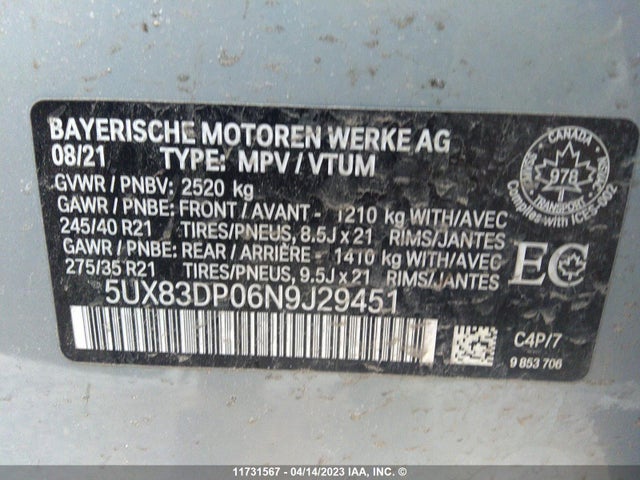 BAYERISCHE MOTOREN WERKE AG
08/21 TYPE: MPV / VTUM
GVWR / PNBV: 2520 kg
GAWR / PNBE: FRONT / AVANT - 1210 kg WITH/AVEC
245/40 R21 TIRES/PNEUS, 8.5J x 21 RIMS/JANTES
GAWR / PNBE: REAR / ARRIÈRE - 1410 kg WITH/AVEC
275/35 R21 TIRES/PNEUS, 9.5J x 21 RIMS/JANTES
5UX83DP06N9J29451
CANADA
978
TRANSPORT
Complies with ICES-002
EC
C4P/7
9 853 706
11731567 - 04/14/2023 IAA, INC. ©